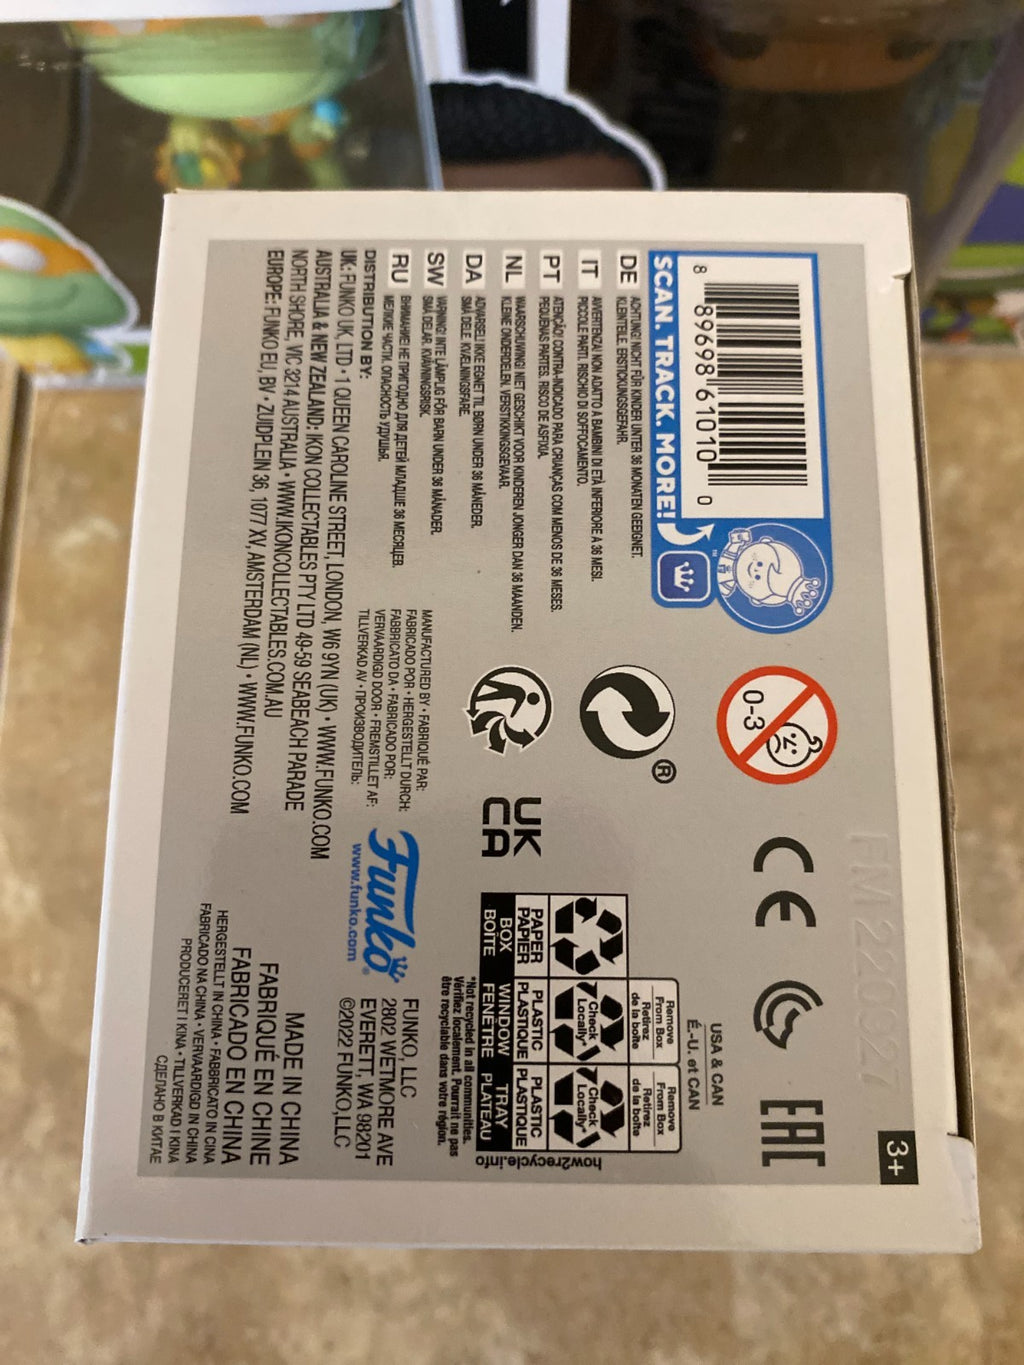 8 89698 61010 0
SCAN. TRACK. MORE!
DE ACHTUNG! NICHT FÜR KINDER UNTER 36 MONATEN GEEIGNET.
KLEINTEILE. ERSTICKUNGSGEFAHR.
IT AVVERTENZA! NON ADATTO A BAMBINI DI ETÀ INFERIORE A 36 MESI.
PICCOLE PARTI. RISCHIO DI SOFFOCAMENTO.
PT ATENÇÃO! CONTRA-INDICADO PARA CRIANÇAS COM MENOS DE 36 MESES.
PEQUENAS PARTES. RISCO DE ASFIXIA.
NL WAARSCHUWING! NIET GESCHIKT VOOR KINDEREN JONGER DAN 36 MAANDEN.
KLEINE ONDERDELEN. VERSTIKKINGSGEVAAR.
DA ADVARSEL! IKKE EGNET TIL BØRN UNDER 36 MÅNEDER.
SMÅ DELE. KVÆLNINGSFARE.
SW VARNING! INTE LÄMPLIG FÖR BARN UNDER 36 MÅNADER.
SMÅ DELAR. KVÄVNINGSRISK.
RU ВНИМАНИЕ! НЕ ПРИГОДНО ДЛЯ ДЕТЕЙ МЛАДШЕ 36 МЕСЯЦЕВ.
МЕЛКИЕ ЧАСТИ. ОПАСНОСТЬ УДУШЬЯ.
DISTRIBUTION BY:
UK: FUNKO UK, LTD • 1 QUEEN CAROLINE STREET, LONDON, W6 9YN (UK) • WWW.FUNKO.COM
AUSTRALIA & NEW ZEALAND: IKON COLLECTABLES PTY LTD 49-59 SEABEACH PARADE
NORTH SHORE, VIC 3214 AUSTRALIA • WWW.IKONCOLLECTABLES.COM.AU
EUROPE: FUNKO EU, BV • ZUIDPLEIN 36, 1077 XV, AMSTERDAM (NL) • WWW.FUNKO.COM
0-3
®
UK
CA
MANUFACTURED BY • FABRIQUÉ PAR:
FABRICADO POR • HERGESTELLT DURCH:
FABBRICATO DA • FABRICADO POR:
VERVAARDIGD DOOR • FREMSTILLET AF:
TILLVERKAD AV • ПРОИЗВОДИТЕЛЬ:
Funko®
www.funko.com
FM-220027
CE
EAC
3+
USA & CAN
É.-U. et CAN
Remove
From Box
Retirez
de la boîte
Remove
From Box
Retirez
de la boîte
Check
Locally*
Check
Locally*
PAPER
PAPIER
PLASTIC
PLASTIQUE
PLASTIC
PLASTIQUE
BOX
BOÎTE
WINDOW
FENÊTRE
TRAY
PLATEAU
how2recycle.info
*Not recycled in all communities.
Vérifiez localement. Pourrait ne pas
être recyclable dans votre région.
FUNKO, LLC
2802 WETMORE AVE
EVERETT, WA 98201
©2022 FUNKO,LLC
MADE IN CHINA
FABRIQUÉ EN CHINE
FABRICADO EN CHINA
HERGESTELLT IN CHINA • FABBRICATO IN CINA
FABRICADO NA CHINA • VERVAARDIGD IN CHINA
PRODUCERET I KINA • TILLVERKAD I KINA
СДЕЛАНО В КИТАЕ